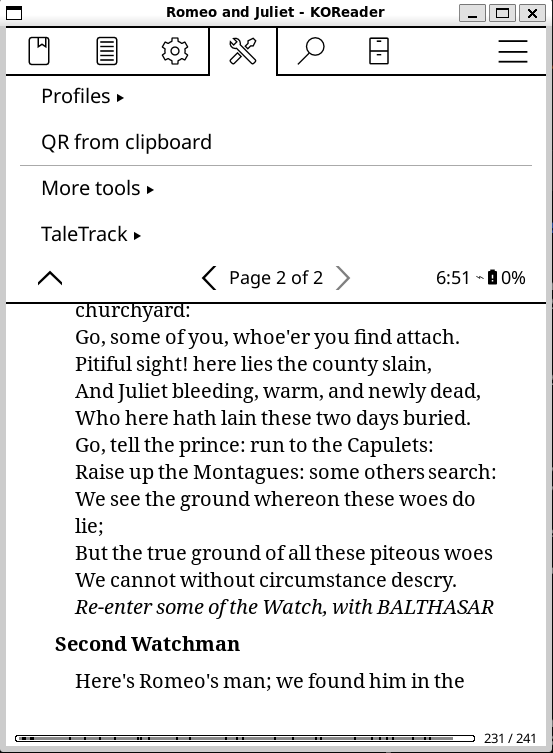 Romeo and Juliet - KOReader
Profiles ▸
QR from clipboard
More tools ▸
TaleTrack ▸
Page 2 of 2
6:51 0%
churchyard:
Go, some of you, whoe'er you find attach.
Pitiful sight! here lies the county slain,
And Juliet bleeding, warm, and newly dead,
Who here hath lain these two days buried.
Go, tell the prince: run to the Capulets:
Raise up the Montagues: some others search:
We see the ground whereon these woes do
lie;
But the true ground of all these piteous woes
We cannot without circumstance descry.
Re-enter some of the Watch, with BALTHASAR
Second Watchman
Here's Romeo's man; we found him in the
231 / 241